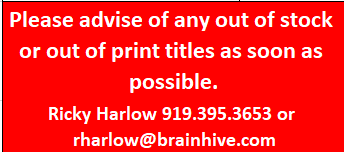 Please advise of any out of stock
or out of print titles as soon as
possible.
Ricky Harlow 919.395.3653 or
rharlow@brainhive.com